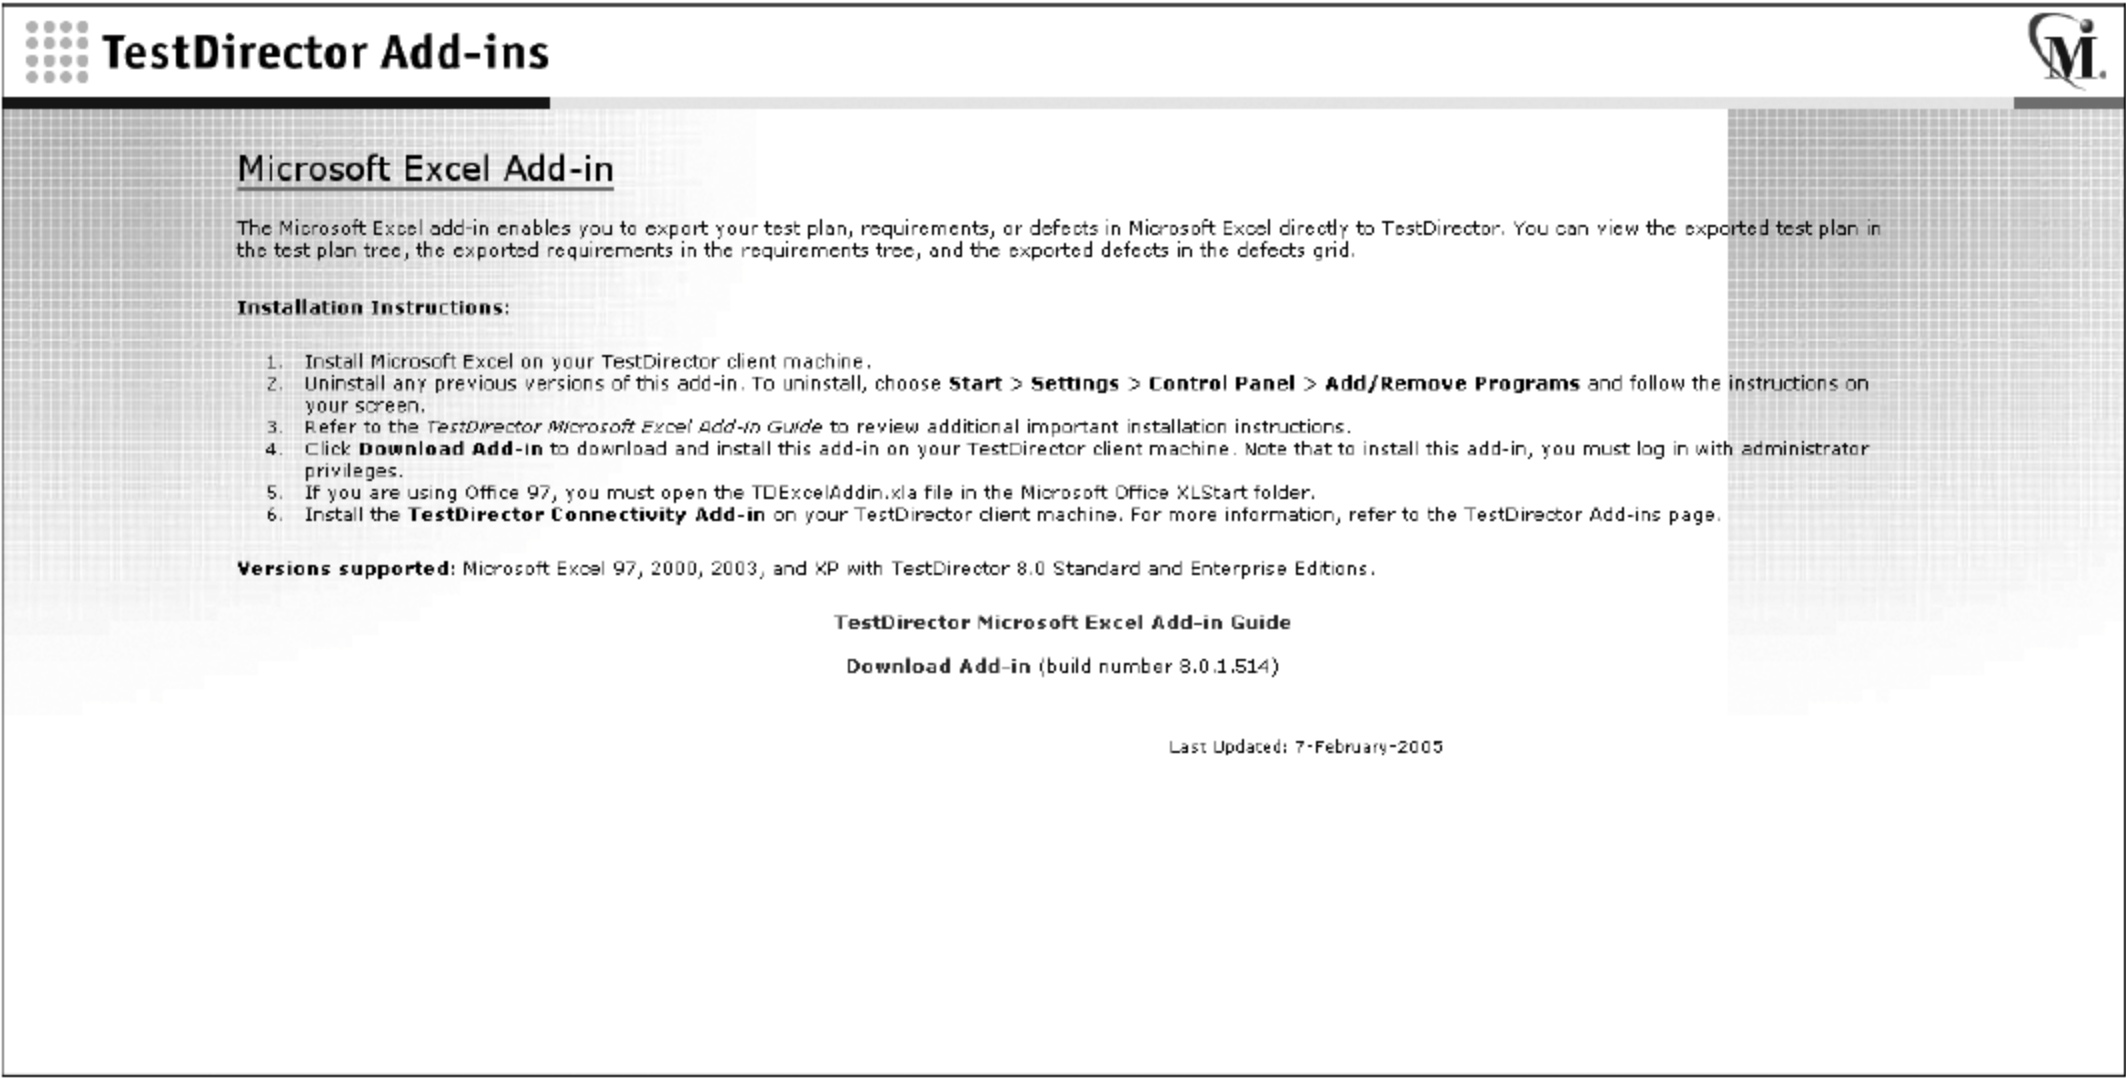 TestDirector Add-ins
M
Microsoft Excel Add-in
The Microsoft Excel add-in enables you to export your test plan, requirements, or defects in Microsoft Excel directly to TestDirector. You can view the exported test plan in
the test plan tree, the exported requirements in the requirements tree, and the exported defects in the defects grid.
Installation Instructions:
1. Install Microsoft Excel on your TestDirector client machine.
2. Uninstall any previous versions of this add-in. To uninstall, choose Start > Settings > Control Panel > Add/Remove Programs and follow the instructions on
your screen.
3. Refer to the TestDirector Microsoft Excel Add-in Guide to review additional important installation instructions.
4. Click Download Add-in to download and install this add-in on your TestDirector client machine. Note that to install this add-in, you must log in with administrator
privileges.
5. If you are using Office 97, you must open the TDExcelAddin.xla file in the Microsoft Office XLStart folder.
6. Install the TestDirector Connectivity Add-in on your TestDirector client machine. For more information, refer to the TestDirector Add-ins page.
Versions supported: Microsoft Excel 97, 2000, 2003, and XP with TestDirector 8.0 Standard and Enterprise Editions.
TestDirector Microsoft Excel Add-in Guide
Download Add-in (build number 8.0.1.514)
Last Updated: 7-February-2005